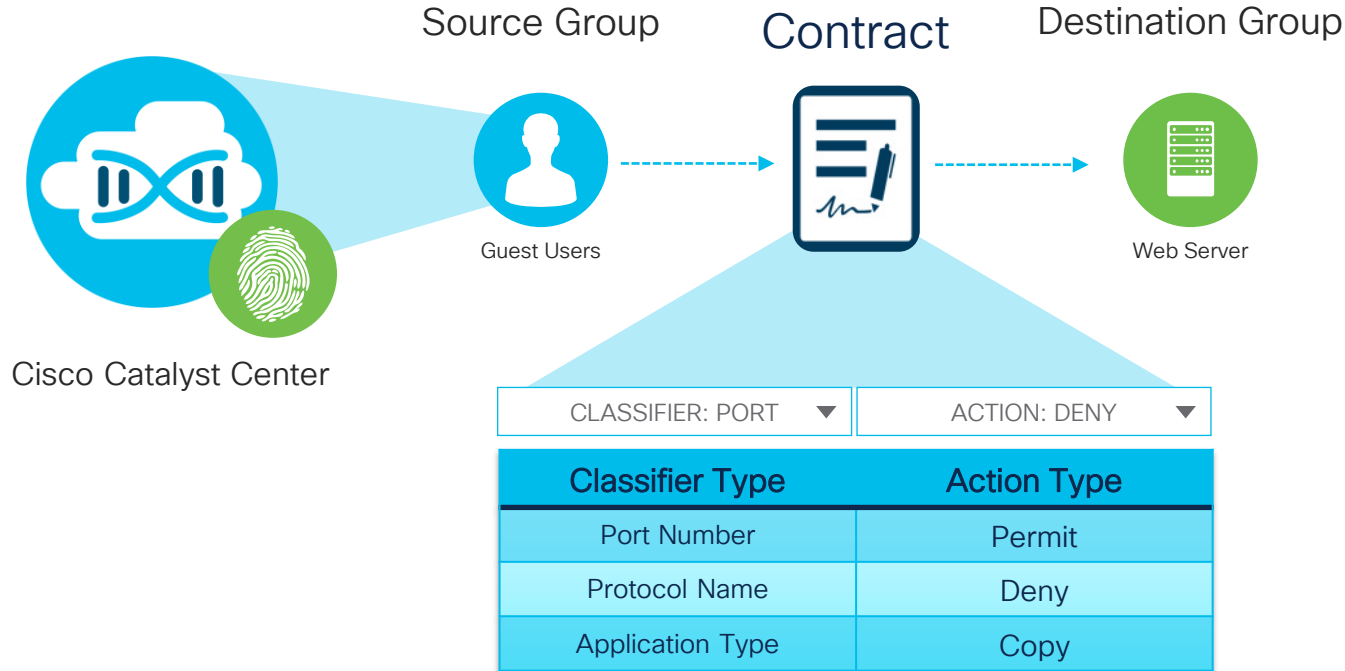 Source Group
Contract
Destination Group
Guest Users
Web Server
Cisco Catalyst Center
CLASSIFIER: PORT
ACTION: DENY
Classifier Type
Action Type
Port Number
Permit
Protocol Name
Deny
Application Type
Copy